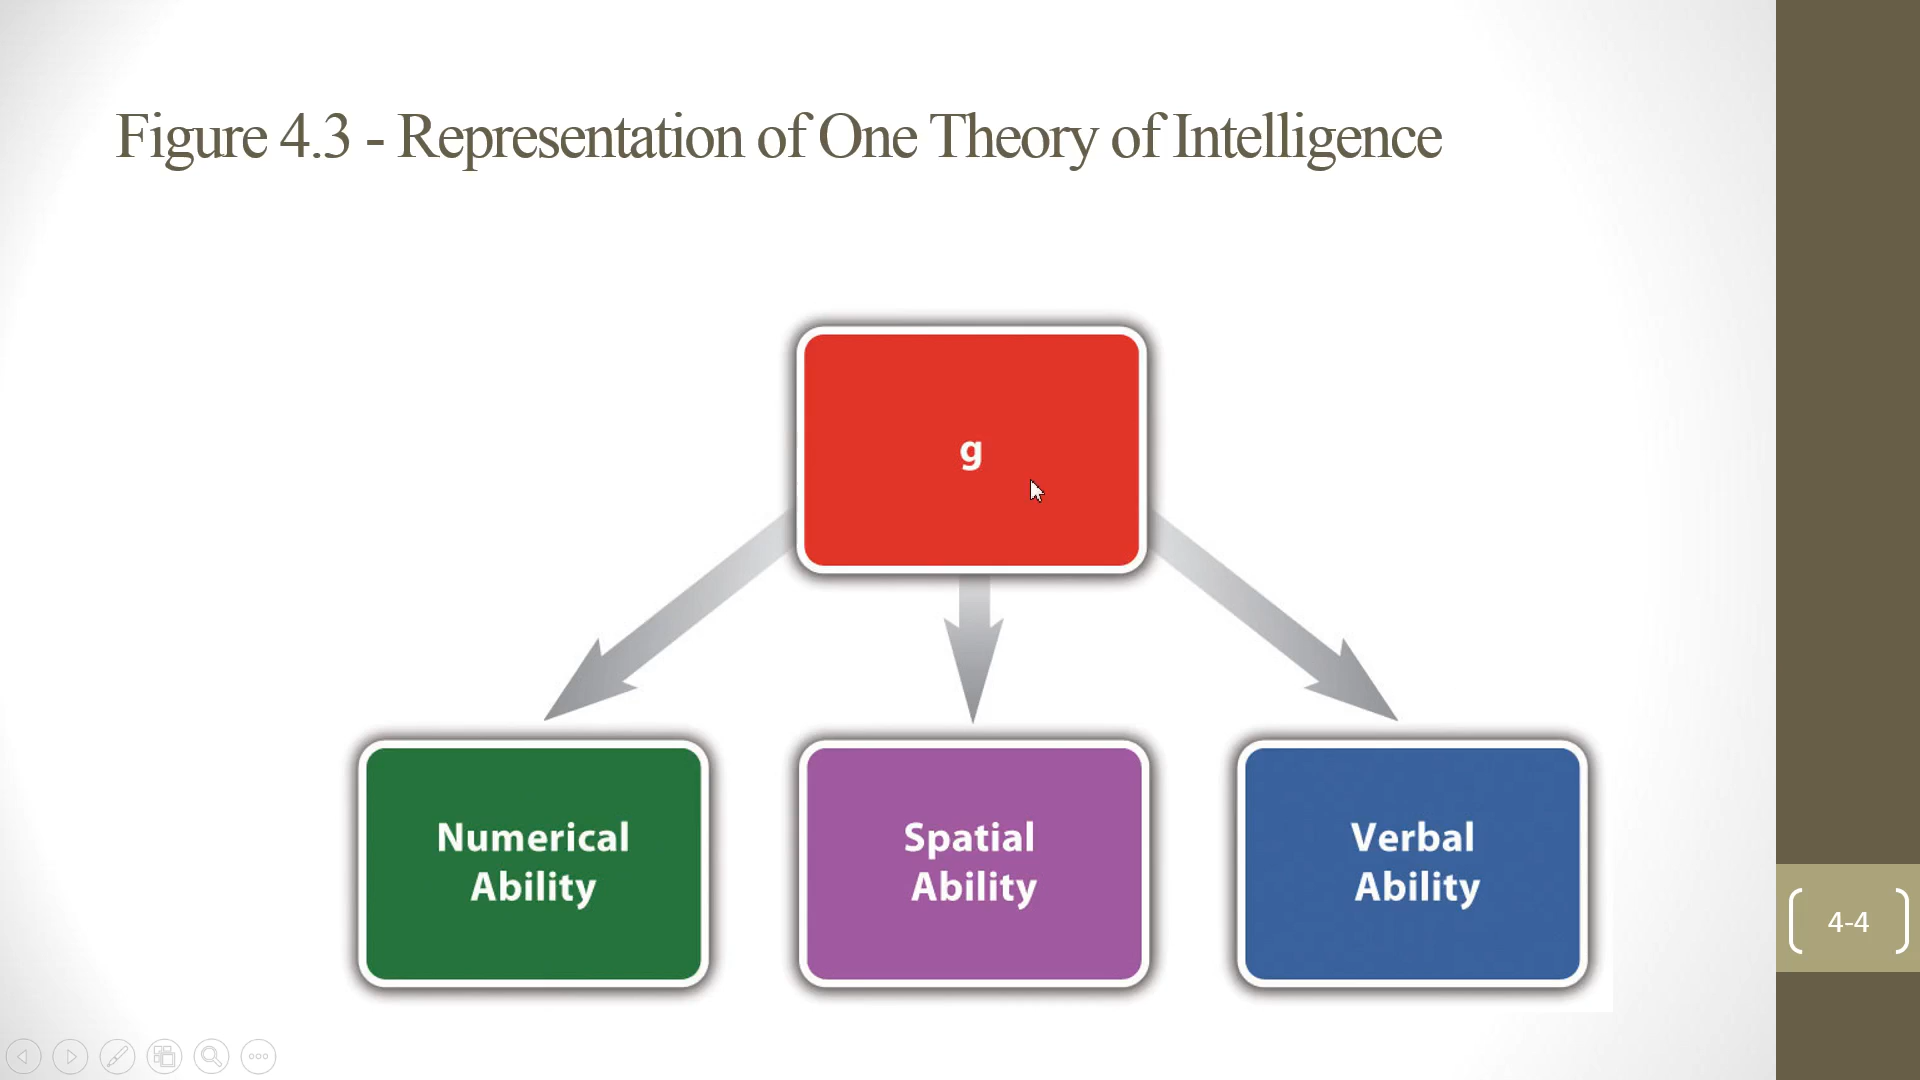 Figure 4.3 - Representation of One Theory of Intelligence
g
Numerical
Ability
Spatial
Ability
Verbal
Ability
4-4